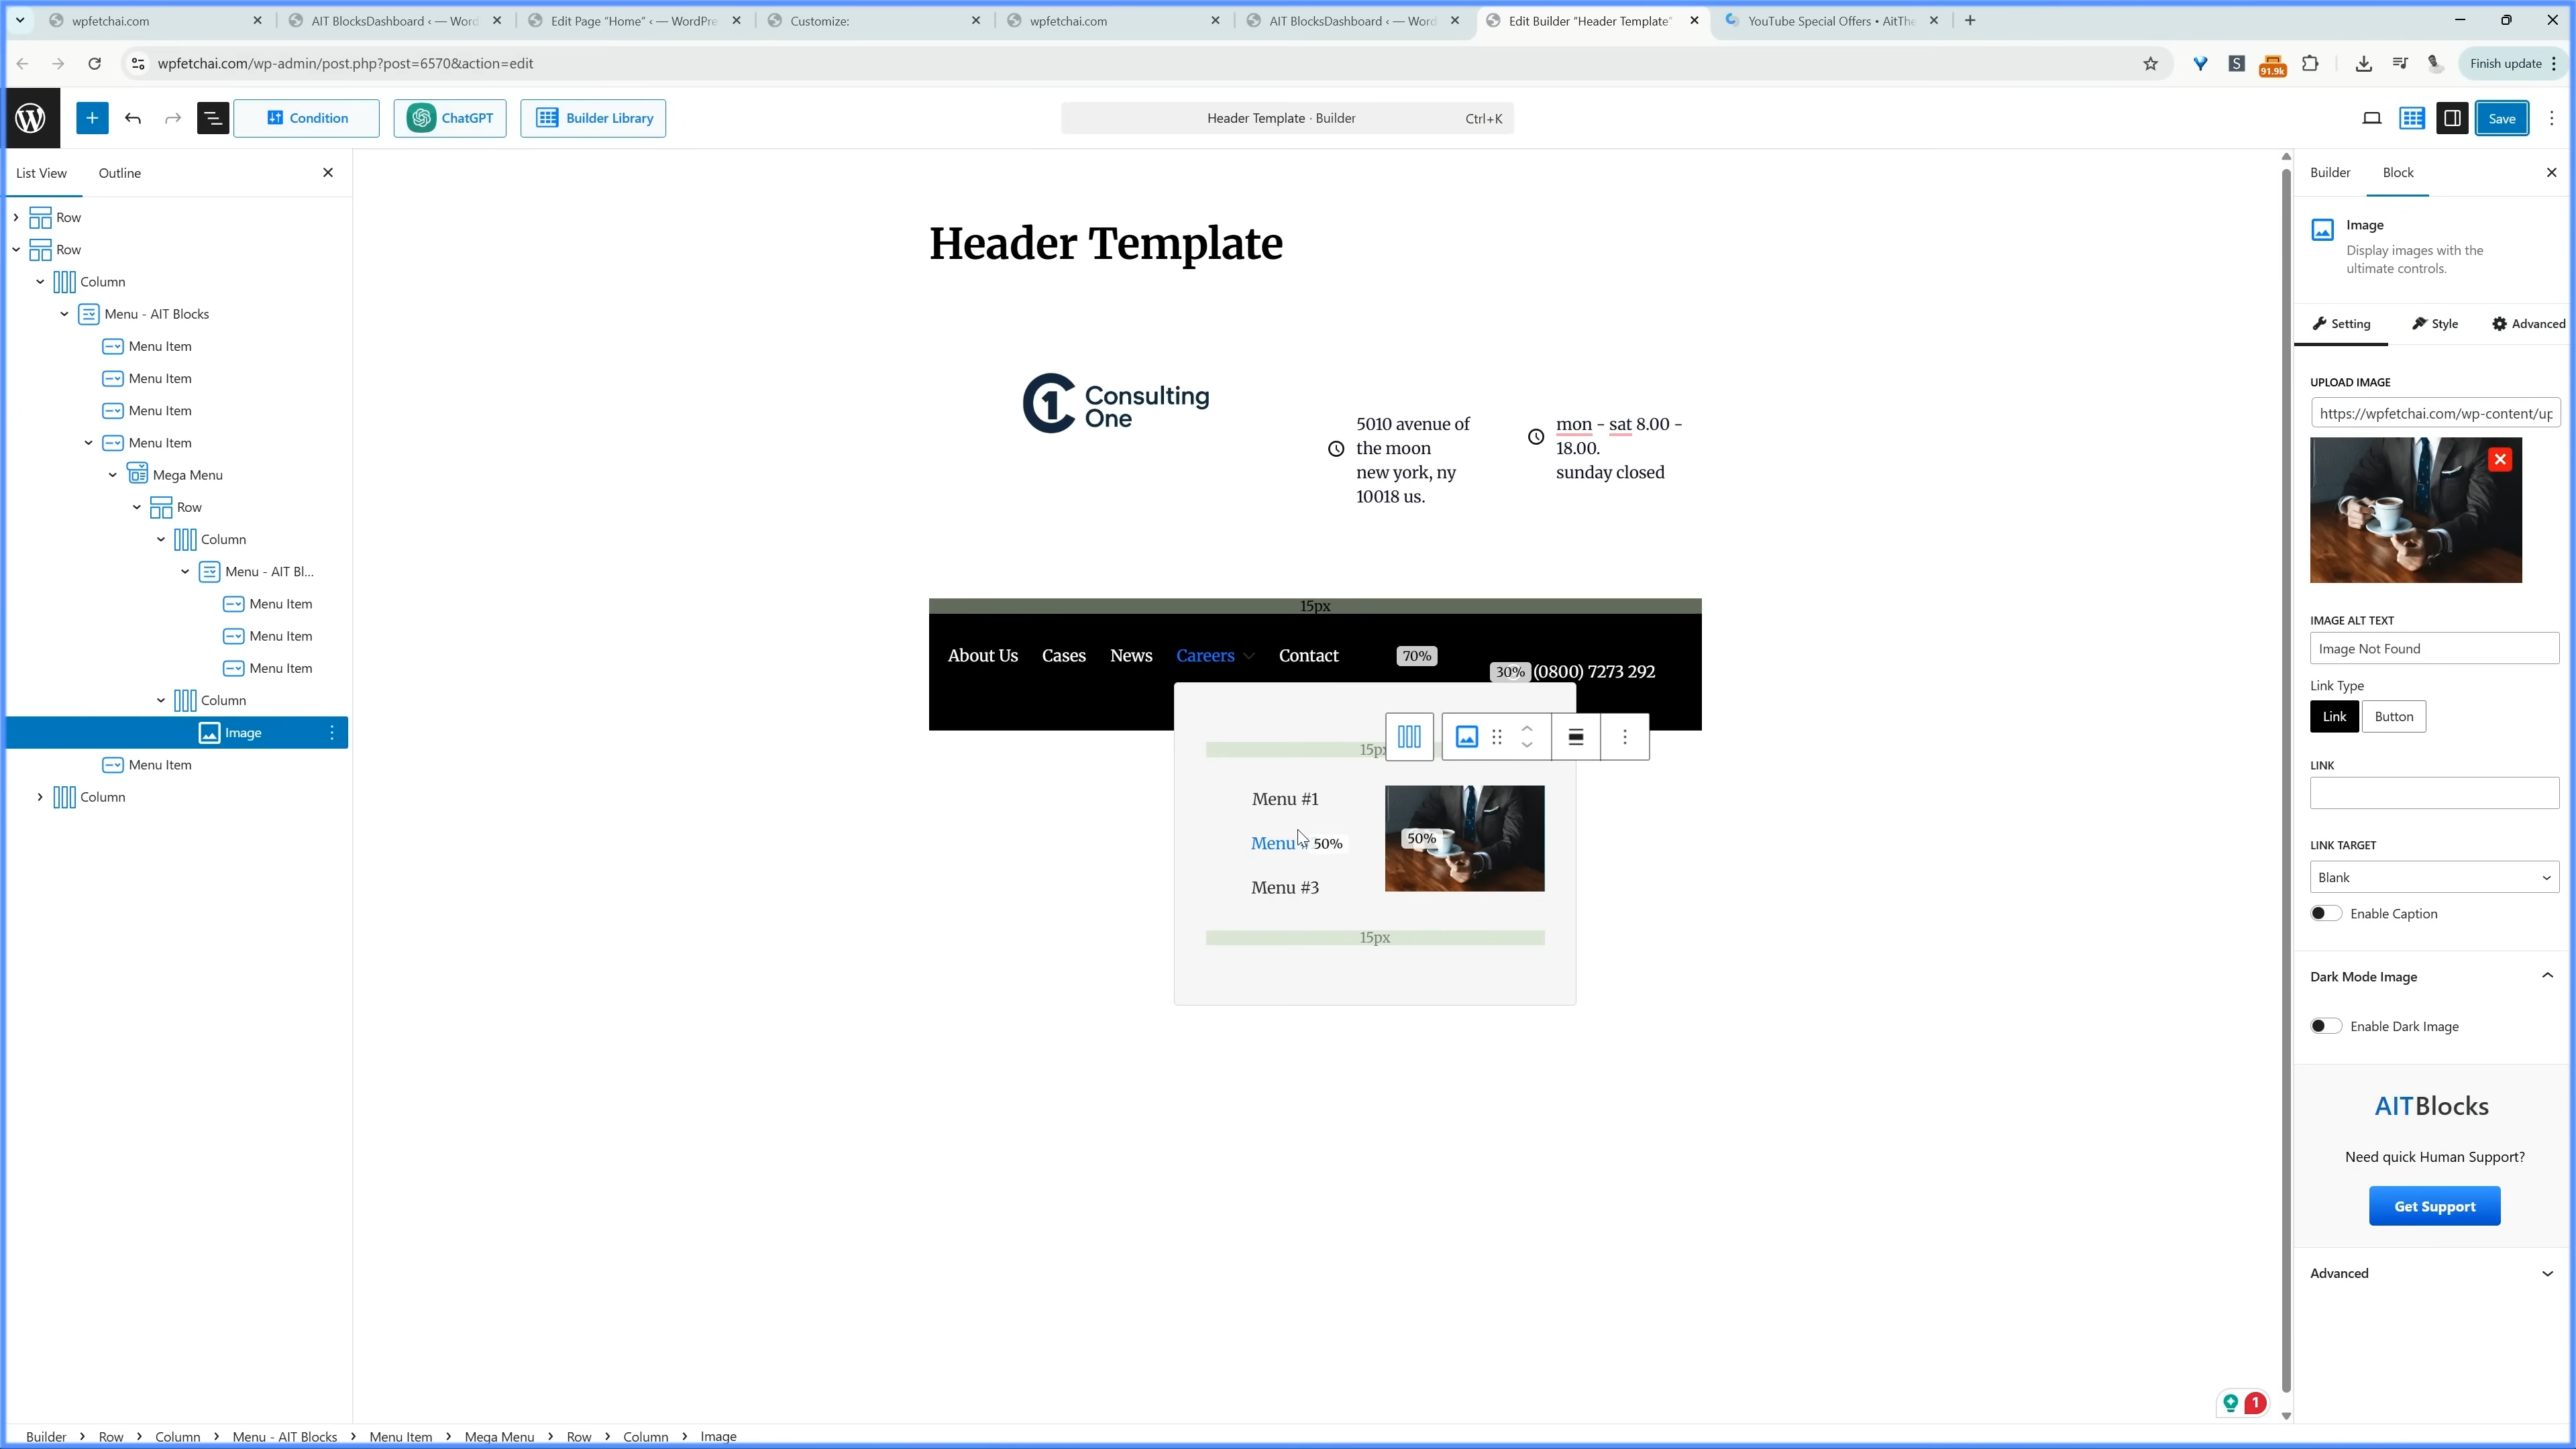 wpfetchai.com
AIT BlocksDashboard ‹ — Word
Edit Page "Home" ‹ — WordPre
Customize:
wpfetchai.com
AIT BlocksDashboard ‹ — Word
Edit Builder "Header Template"
YouTube Special Offers • AitThe
wpfetchai.com/wp-admin/post.php?post=6570&action=edit
S
91.9k
Finish update
Condition
ChatGPT
Builder Library
Header Template · Builder
Ctrl+K
Save
List View
Outline
Row
Row
Column
Menu - AIT Blocks
Menu Item
Menu Item
Menu Item
Menu Item
Mega Menu
Row
Column
Menu - AIT Bl...
Menu Item
Menu Item
Menu Item
Column
Image
Menu Item
Column
Header Template
1
Consulting
One
5010 avenue of
the moon
new york, ny
10018 us.
mon - sat 8.00 -
18.00.
sunday closed
15px
About Us
Cases
News
Careers
Contact
70%
30%
(0800) 7273 292
15px
Menu #1
Menu
50%
50%
Menu #3
15px
Builder
Block
Image
Display images with the
ultimate controls.
Setting
Style
Advanced
UPLOAD IMAGE
https://wpfetchai.com/wp-content/up
IMAGE ALT TEXT
Image Not Found
Link Type
Link
Button
LINK
LINK TARGET
Blank
Enable Caption
Dark Mode Image
Enable Dark Image
AITBlocks
Need quick Human Support?
Get Support
Advanced
1
Builder
Row
Column
Menu - AIT Blocks
Menu Item
Mega Menu
Row
Column
Image